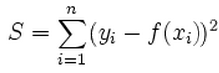 $S = \sum_{i=1}^{n} (y_i - f(x_i))^2$